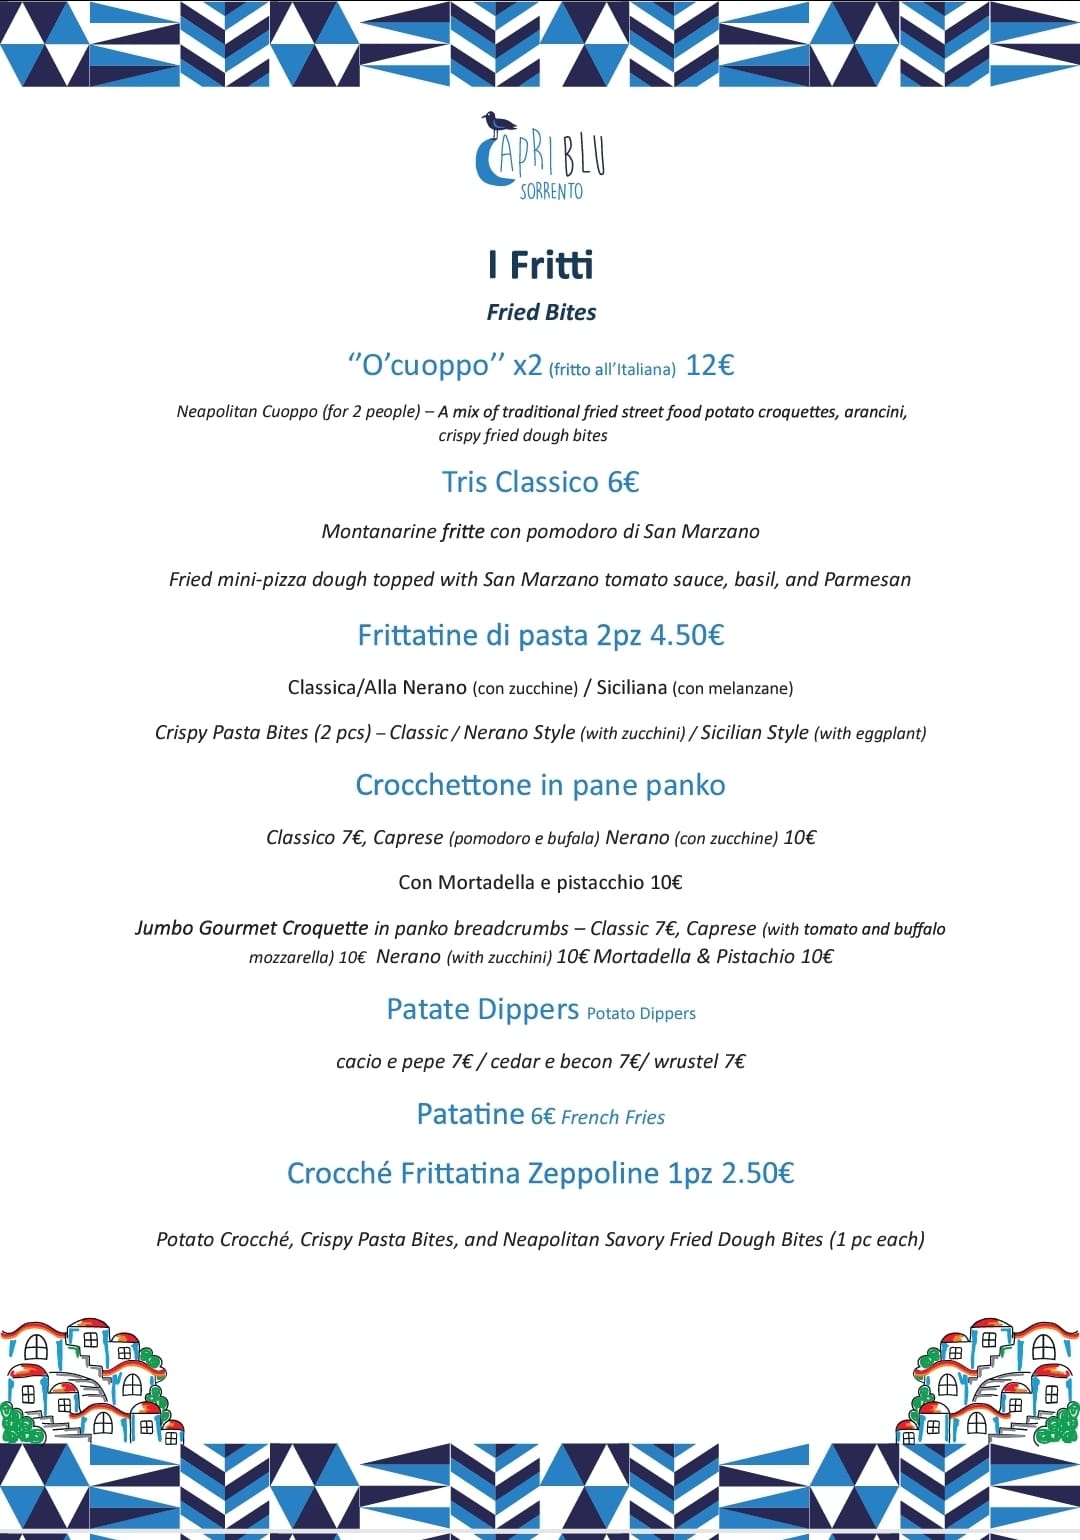 CAPRI BLU
SORRENTO
I Fritti
Fried Bites
‘’O’cuoppo’’ x2 (fritto all’Italiana) 12€
Neapolitan Cuoppo (for 2 people) – A mix of traditional fried street food potato croquettes, arancini,
crispy fried dough bites
Tris Classico 6€
Montanarine fritte con pomodoro di San Marzano
Fried mini-pizza dough topped with San Marzano tomato sauce, basil, and Parmesan
Frittatine di pasta 2pz 4.50€
Classica/Alla Nerano (con zucchine) / Siciliana (con melanzane)
Crispy Pasta Bites (2 pcs) – Classic / Nerano Style (with zucchini) / Sicilian Style (with eggplant)
Crocchettone in pane panko
Classico 7€, Caprese (pomodoro e bufala) Nerano (con zucchine) 10€
Con Mortadella e pistacchio 10€
Jumbo Gourmet Croquette in panko breadcrumbs – Classic 7€, Caprese (with tomato and buffalo
mozzarella) 10€ Nerano (with zucchini) 10€ Mortadella & Pistachio 10€
Patate Dippers Potato Dippers
cacio e pepe 7€ / cedar e becon 7€/ wrustel 7€
Patatine 6€ French Fries
Crocché Frittatina Zeppoline 1pz 2.50€
Potato Crocché, Crispy Pasta Bites, and Neapolitan Savory Fried Dough Bites (1 pc each)